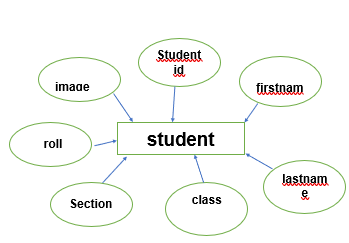 Student
id
image
firstnam
roll
student
Section
class
lastnam
e